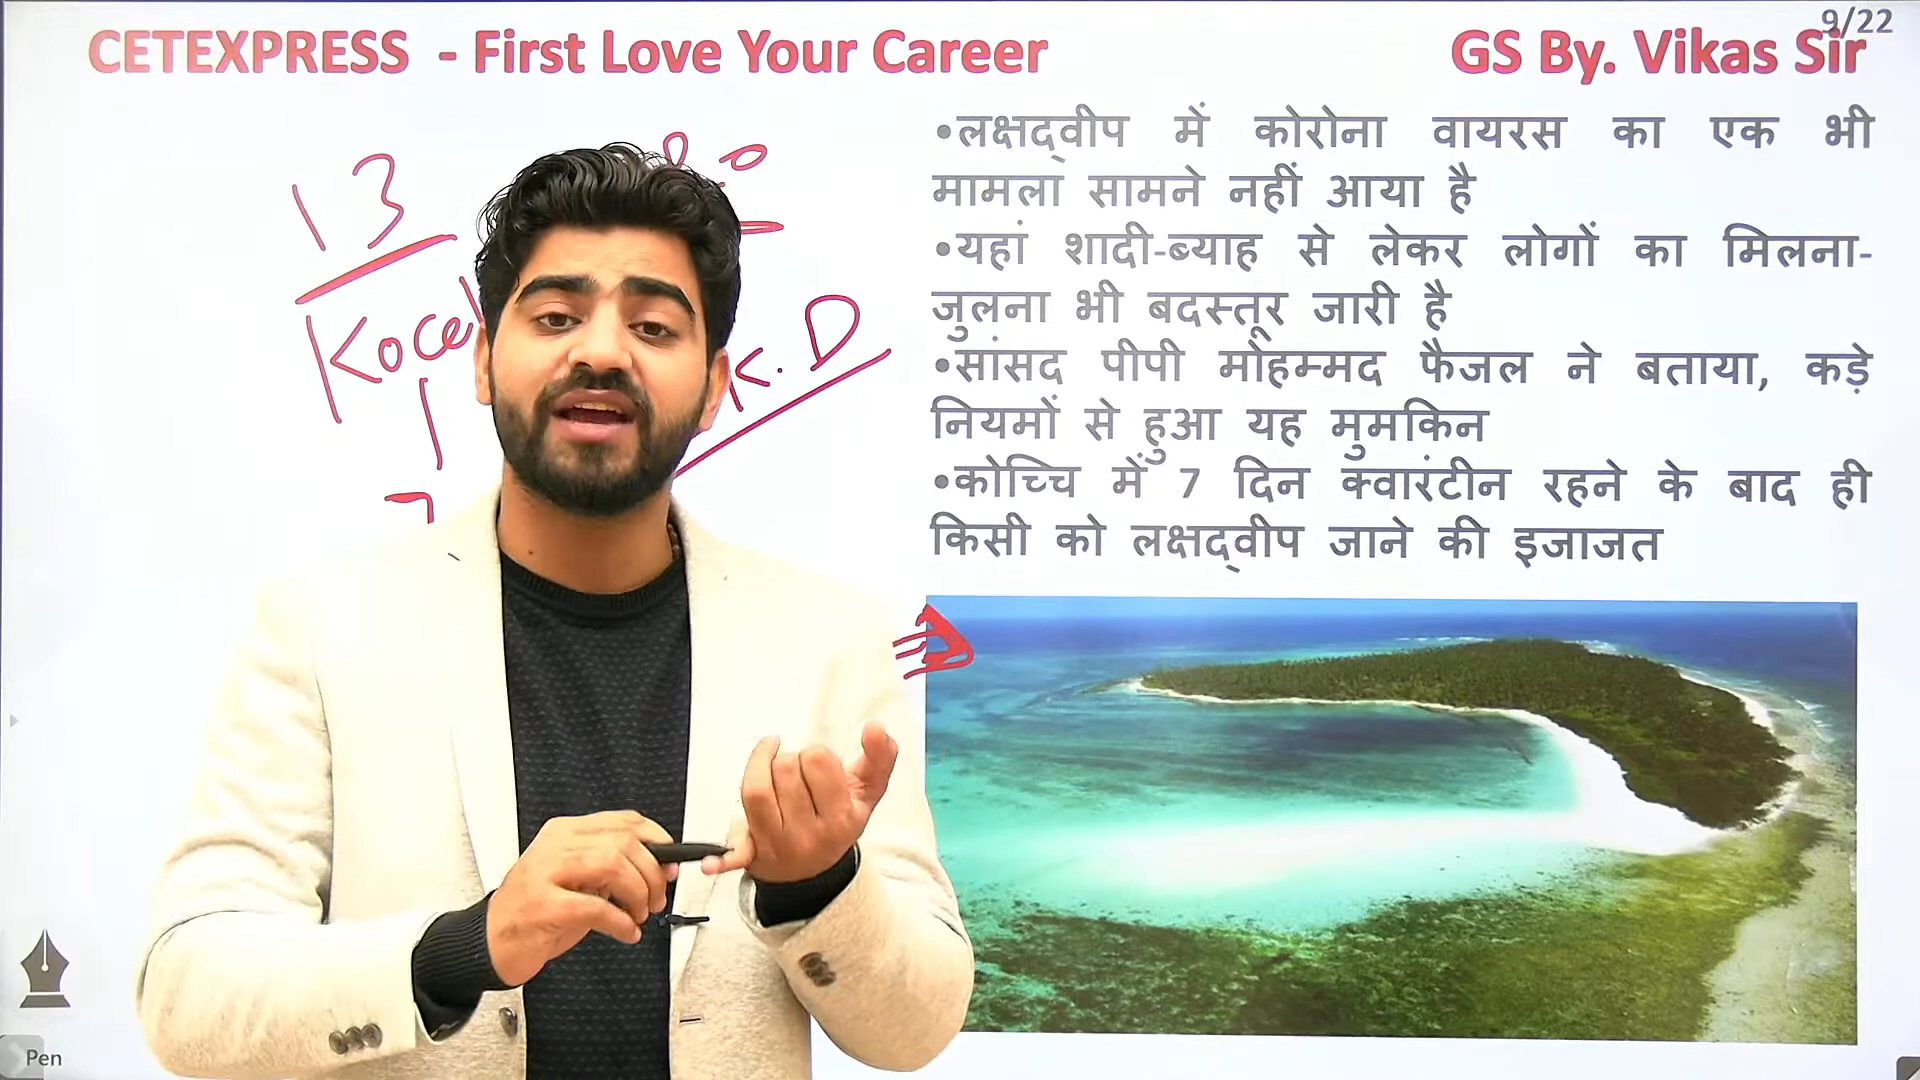 9/22
CETEXPRESS - First Love Your Career
GS By. Vikas Sir
•लक्षद्वीप में कोरोना वायरस का एक भी
मामला सामने नहीं आया है
•यहां शादी-ब्याह से लेकर लोगों का मिलना-
जुलना भी बदस्तूर जारी है
•सांसद पीपी मोहम्मद फैजल ने बताया, कड़े
नियमों से हुआ यह मुमकिन
•कोच्चि में 7 दिन क्वारंटीन रहने के बाद ही
किसी को लक्षद्वीप जाने की इजाजत
13
K.D
7
Pen